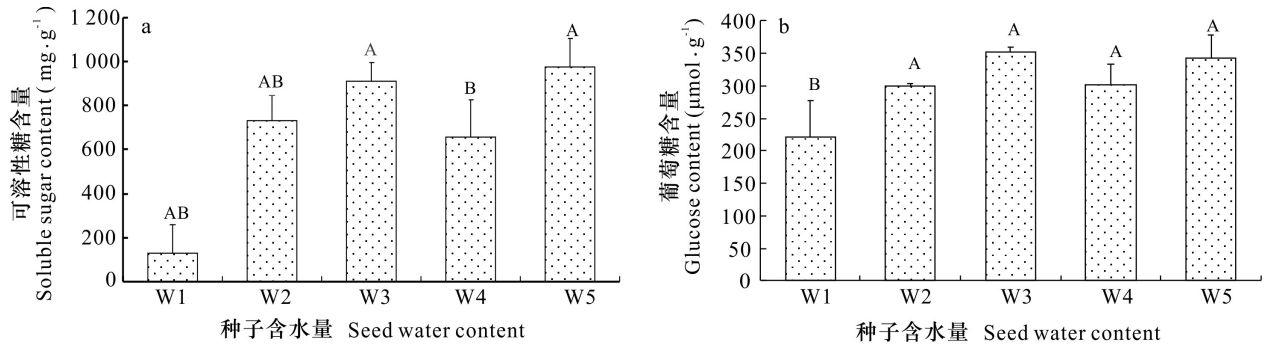 a
可溶性糖含量
Soluble sugar content ( mg·g⁻¹)
1 200
1 000
800
600
400
200
0
AB
AB
A
B
A
W1 W2 W3 W4 W5
种子含水量 Seed water content
b
葡萄糖含量
Glucose content (μmol·g⁻¹)
400
350
300
250
200
150
100
50
0
B
A
A
A
A
W1 W2 W3 W4 W5
种子含水量 Seed water content